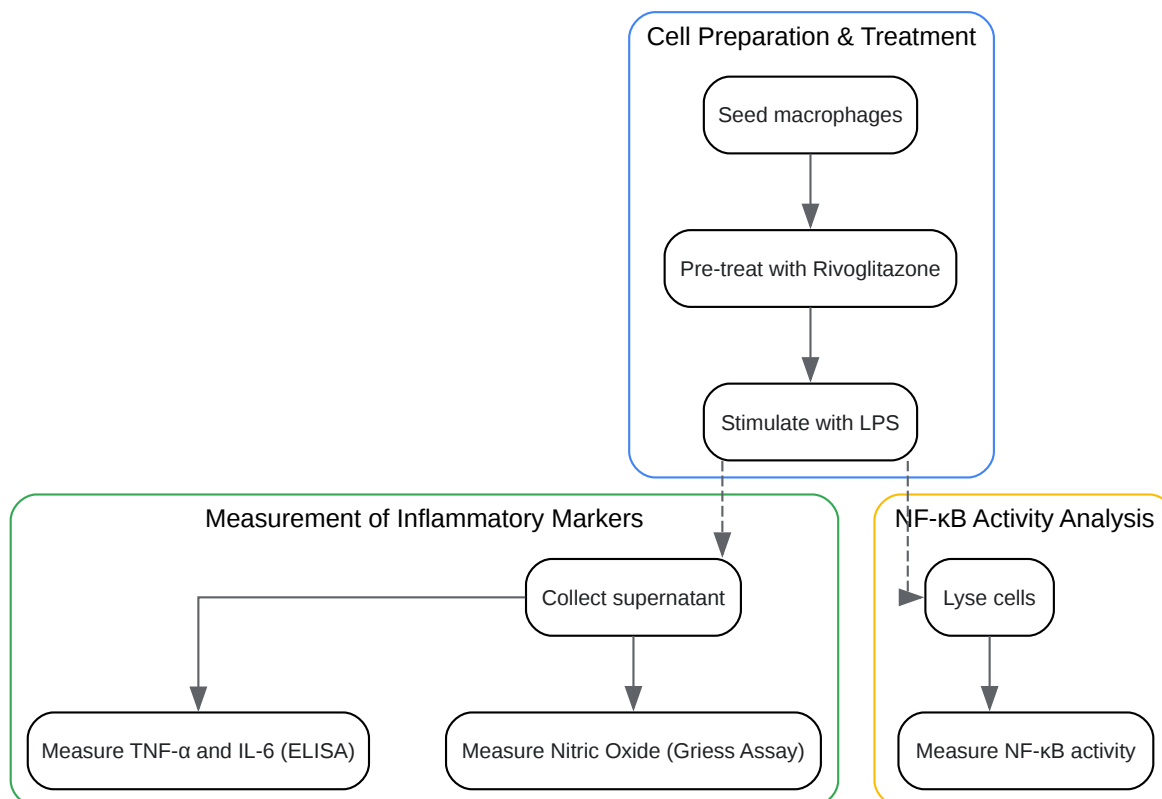 Cell Preparation & Treatment
Seed macrophages
Pre-treat with Rivoglitazone
Stimulate with LPS
Measurement of Inflammatory Markers
NF-κB Activity Analysis
Collect supernatant
Lyse cells
Measure TNF-α and IL-6 (ELISA)
Measure Nitric Oxide (Griess Assay)
Measure NF-κB activity